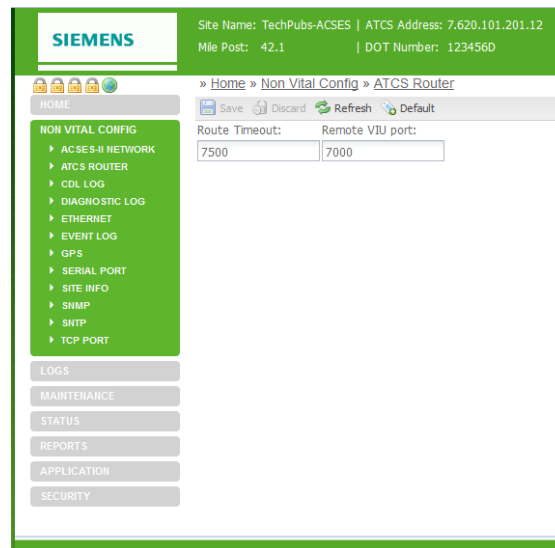 SIEMENS
Site Name: TechPubs-ACSES | ATCS Address: 7.620.101.201.12
Mile Post: 42.1 | DOT Number: 123456D
» Home » Non Vital Config » ATCS Router
Save Discard Refresh Default
Route Timeout: Remote VIU port:
7500 7000
HOME
NON VITAL CONFIG
ACSES-II NETWORK
ATCS ROUTER
CDL LOG
DIAGNOSTIC LOG
ETHERNET
EVENT LOG
GPS
SERIAL PORT
SITE INFO
SNMP
SNTP
TCP PORT
LOGS
MAINTENANCE
STATUS
REPORTS
APPLICATION
SECURITY